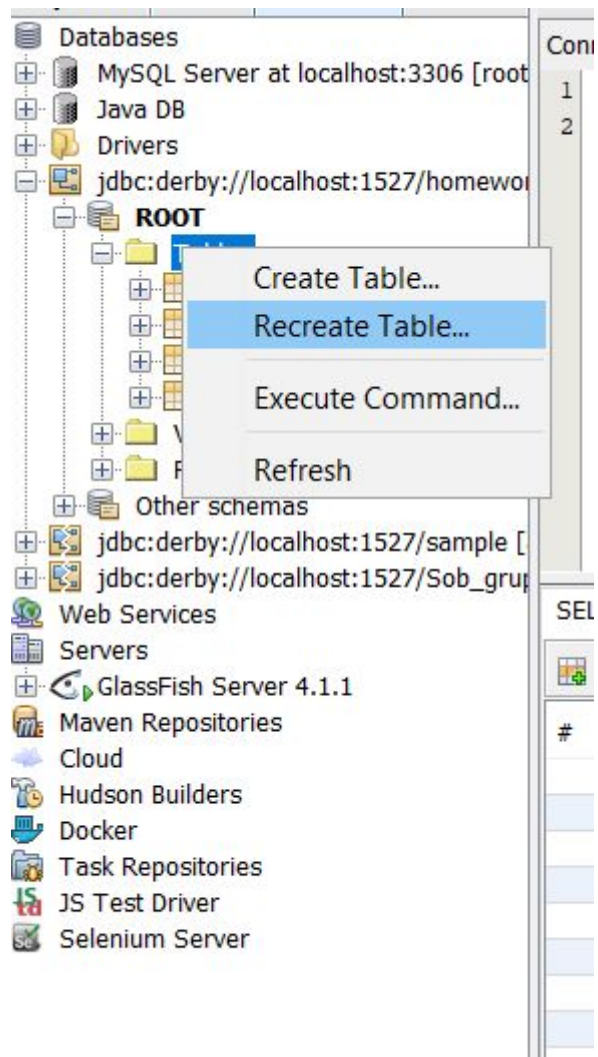 Databases
MySQL Server at localhost:3306 [root
Java DB
Drivers
jdbc:derby://localhost:1527/homewor
ROOT
Create Table...
Recreate Table...
Execute Command...
Refresh
Other schemas
jdbc:derby://localhost:1527/sample [
jdbc:derby://localhost:1527/Sob_grup
Web Services
Servers
GlassFish Server 4.1.1
Maven Repositories
Cloud
Hudson Builders
Docker
Task Repositories
JS Test Driver
Selenium Server
Conn
1
2
SEL
#